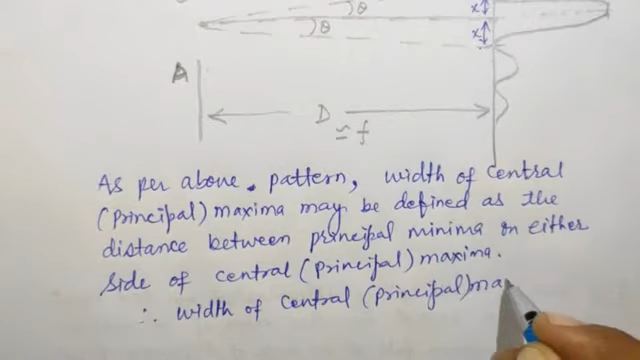 θ
x
θ
x
A
D
≃ f
As per above. pattern, width of central
(principal) maxima may be defined as the
distance between principal minima on either
side of central (principal) maxima.
∴ width of central (principal) ma